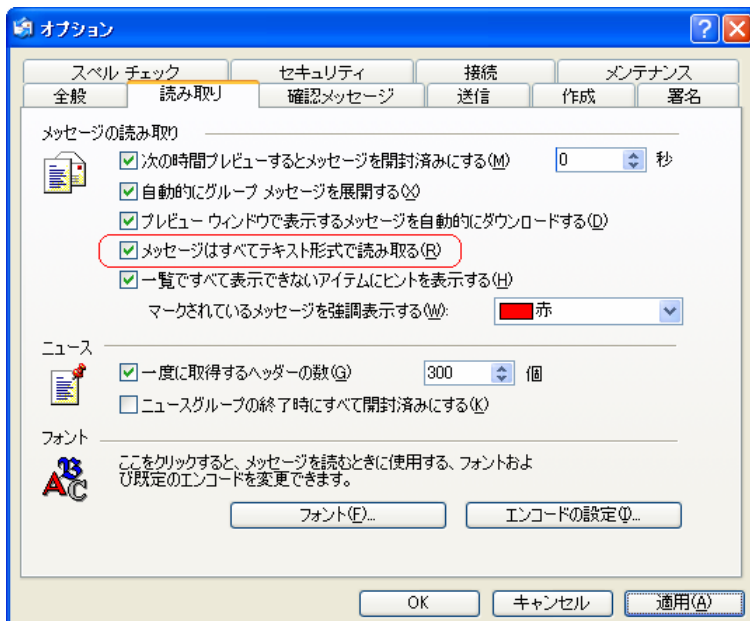 オプション
スペル チェック セキュリティ 接続 メンテナンス
全般 読み取り 確認メッセージ 送信 作成 署名
メッセージの読み取り
次の時間プレビューするとメッセージを開封済みにする(M) 0 秒
自動的にグループ メッセージを展開する(X)
プレビュー ウィンドウで表示するメッセージを自動的にダウンロードする(D)
メッセージはすべてテキスト形式で読み取る(R)
一覧ですべて表示できないアイテムにヒントを表示する(H)
マークされているメッセージを強調表示する(W): 赤
ニュース
一度に取得するヘッダーの数(G) 300 個
ニュースグループの終了時にすべて開封済みにする(K)
フォント
ここをクリックすると、メッセージを読むときに使用する、フォントおよ
び既定のエンコードを変更できます。
フォント(F)... エンコードの設定(I)...
OK キャンセル 適用(A)